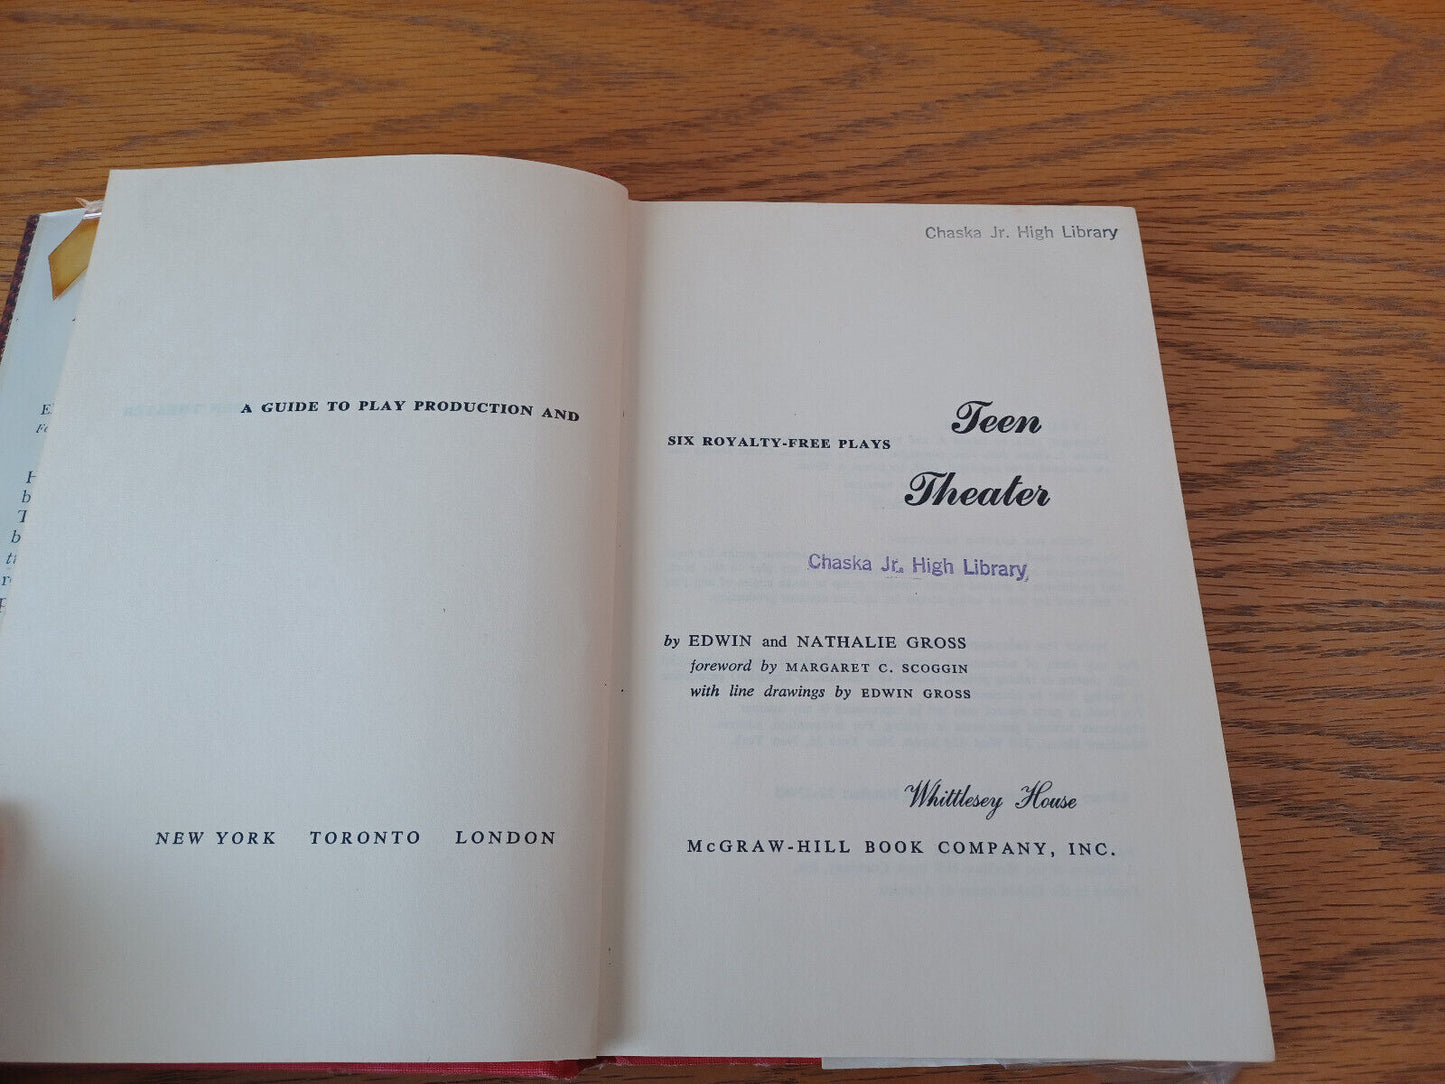 A GUIDE TO PLAY PRODUCTION AND
NEW YORK TORONTO LONDON
Chaska Jr. High Library
Teen
SIX ROYALTY-FREE PLAYS
Theater
Chaska Jr. High Library
by EDWIN and NATHALIE GROSS
foreword by MARGARET C. SCOGGIN
with line drawings by EDWIN GROSS
Whittlesey House
McGRAW-HILL BOOK COMPANY, INC.